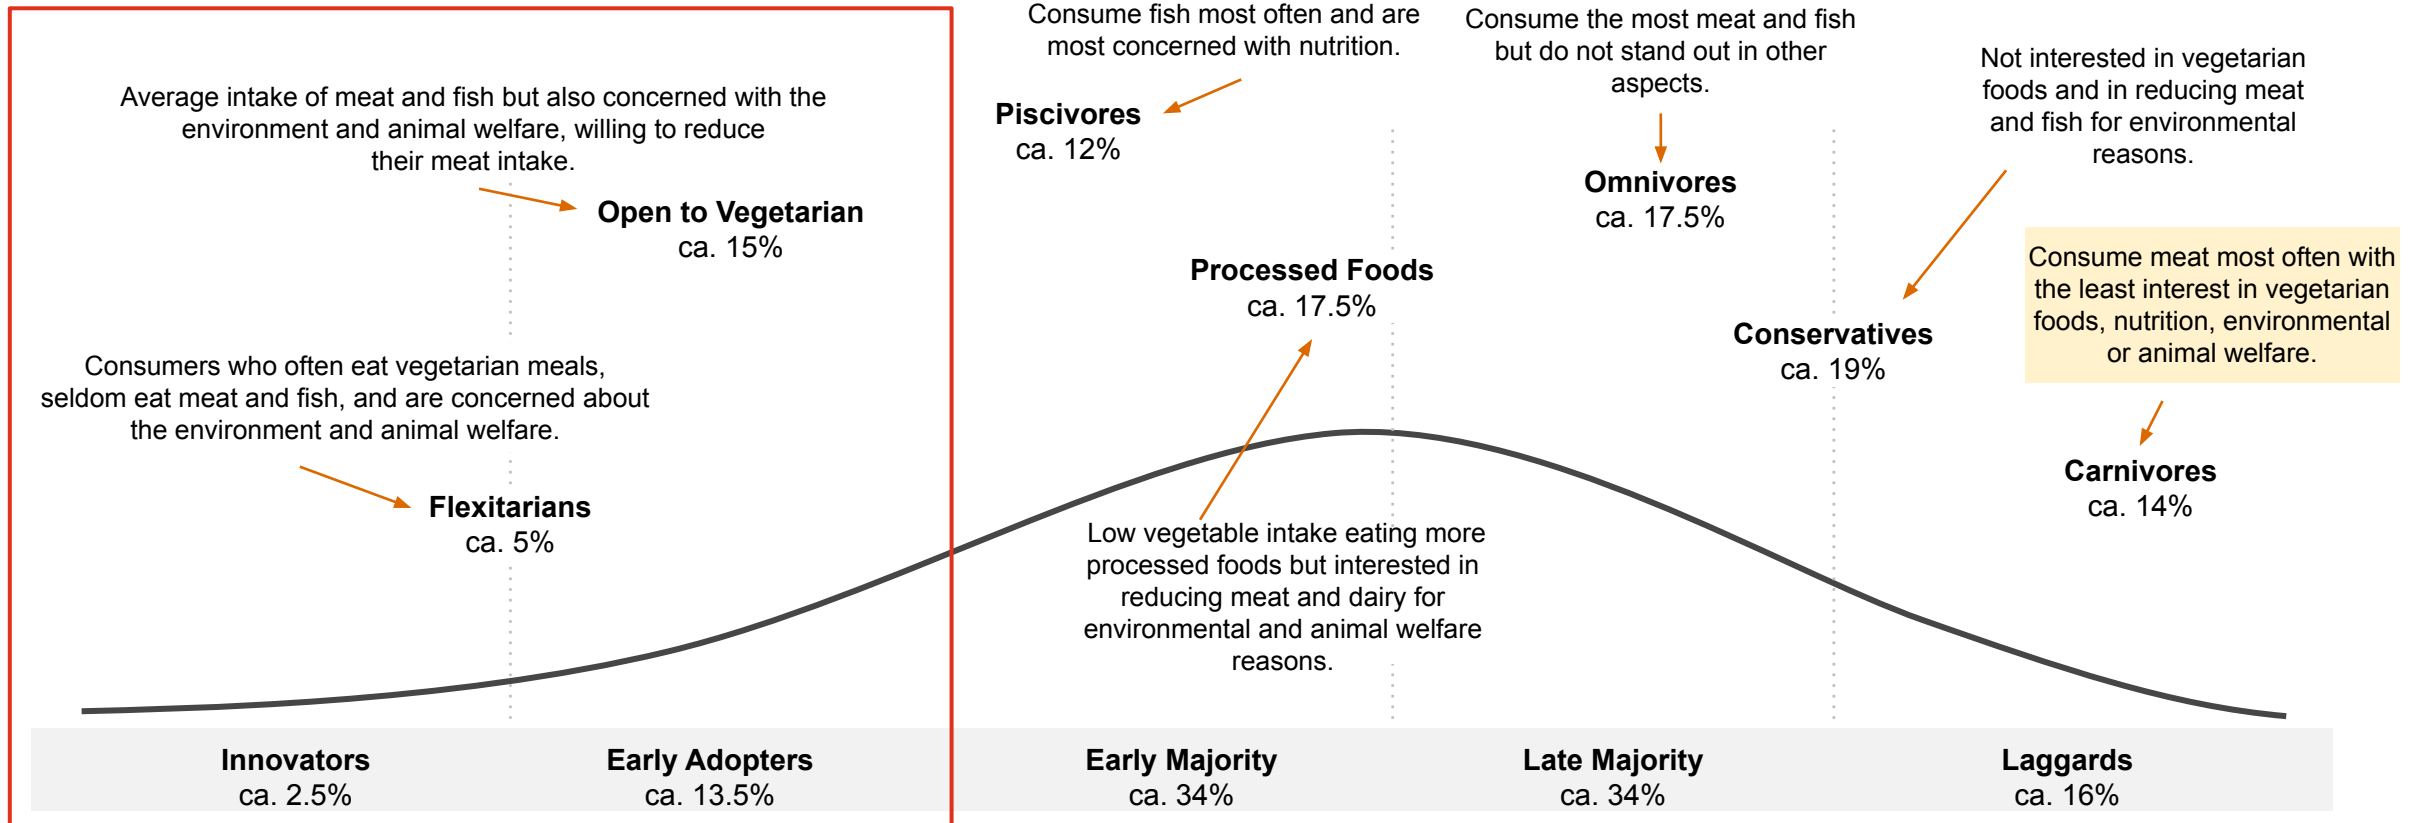 Average intake of meat and fish but also concerned with the
environment and animal welfare, willing to reduce
their meat intake.
Open to Vegetarian
ca. 15%
Consumers who often eat vegetarian meals,
seldom eat meat and fish, and are concerned about
the environment and animal welfare.
Flexitarians
ca. 5%
Consume fish most often and are
most concerned with nutrition.
Piscivores
ca. 12%
Processed Foods
ca. 17.5%
Low vegetable intake eating more
processed foods but interested in
reducing meat and dairy for
environmental and animal welfare
reasons.
Consume the most meat and fish
but do not stand out in other
aspects.
Omnivores
ca. 17.5%
Not interested in vegetarian
foods and in reducing meat
and fish for environmental
reasons.
Conservatives
ca. 19%
Consume meat most often with
the least interest in vegetarian
foods, nutrition, environmental
or animal welfare.
Carnivores
ca. 14%
Innovators
ca. 2.5%
Early Adopters
ca. 13.5%
Early Majority
ca. 34%
Late Majority
ca. 34%
Laggards
ca. 16%